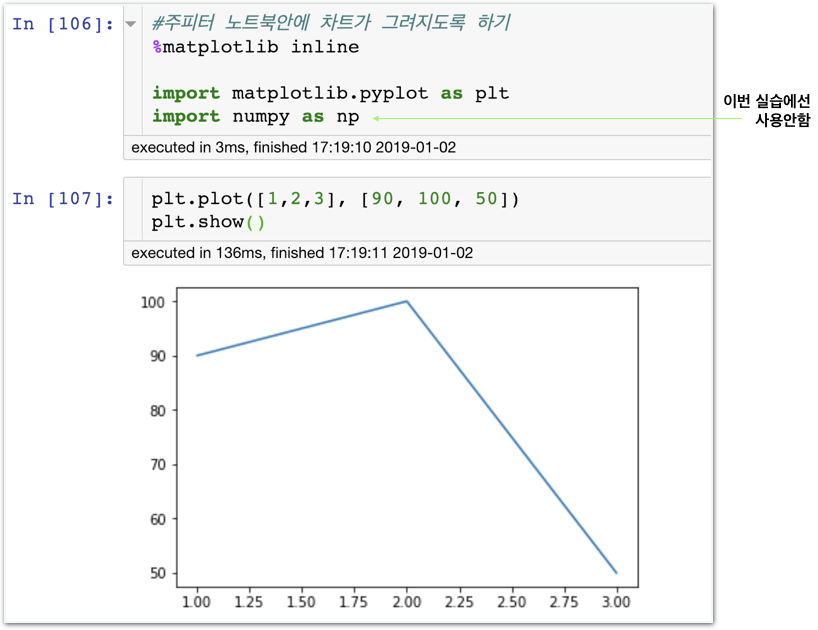 In [106]:
#주피터 노트북안에 차트가 그려지도록 하기
%matplotlib inline
import matplotlib.pyplot as plt
import numpy as np
이번 실습에선
사용안함
executed in 3ms, finished 17:19:10 2019-01-02
In [107]:
plt.plot([1,2,3], [90, 100, 50])
plt.show()
executed in 136ms, finished 17:19:11 2019-01-02
100
90
80
70
60
50
1.00 1.25 1.50 1.75 2.00 2.25 2.50 2.75 3.00